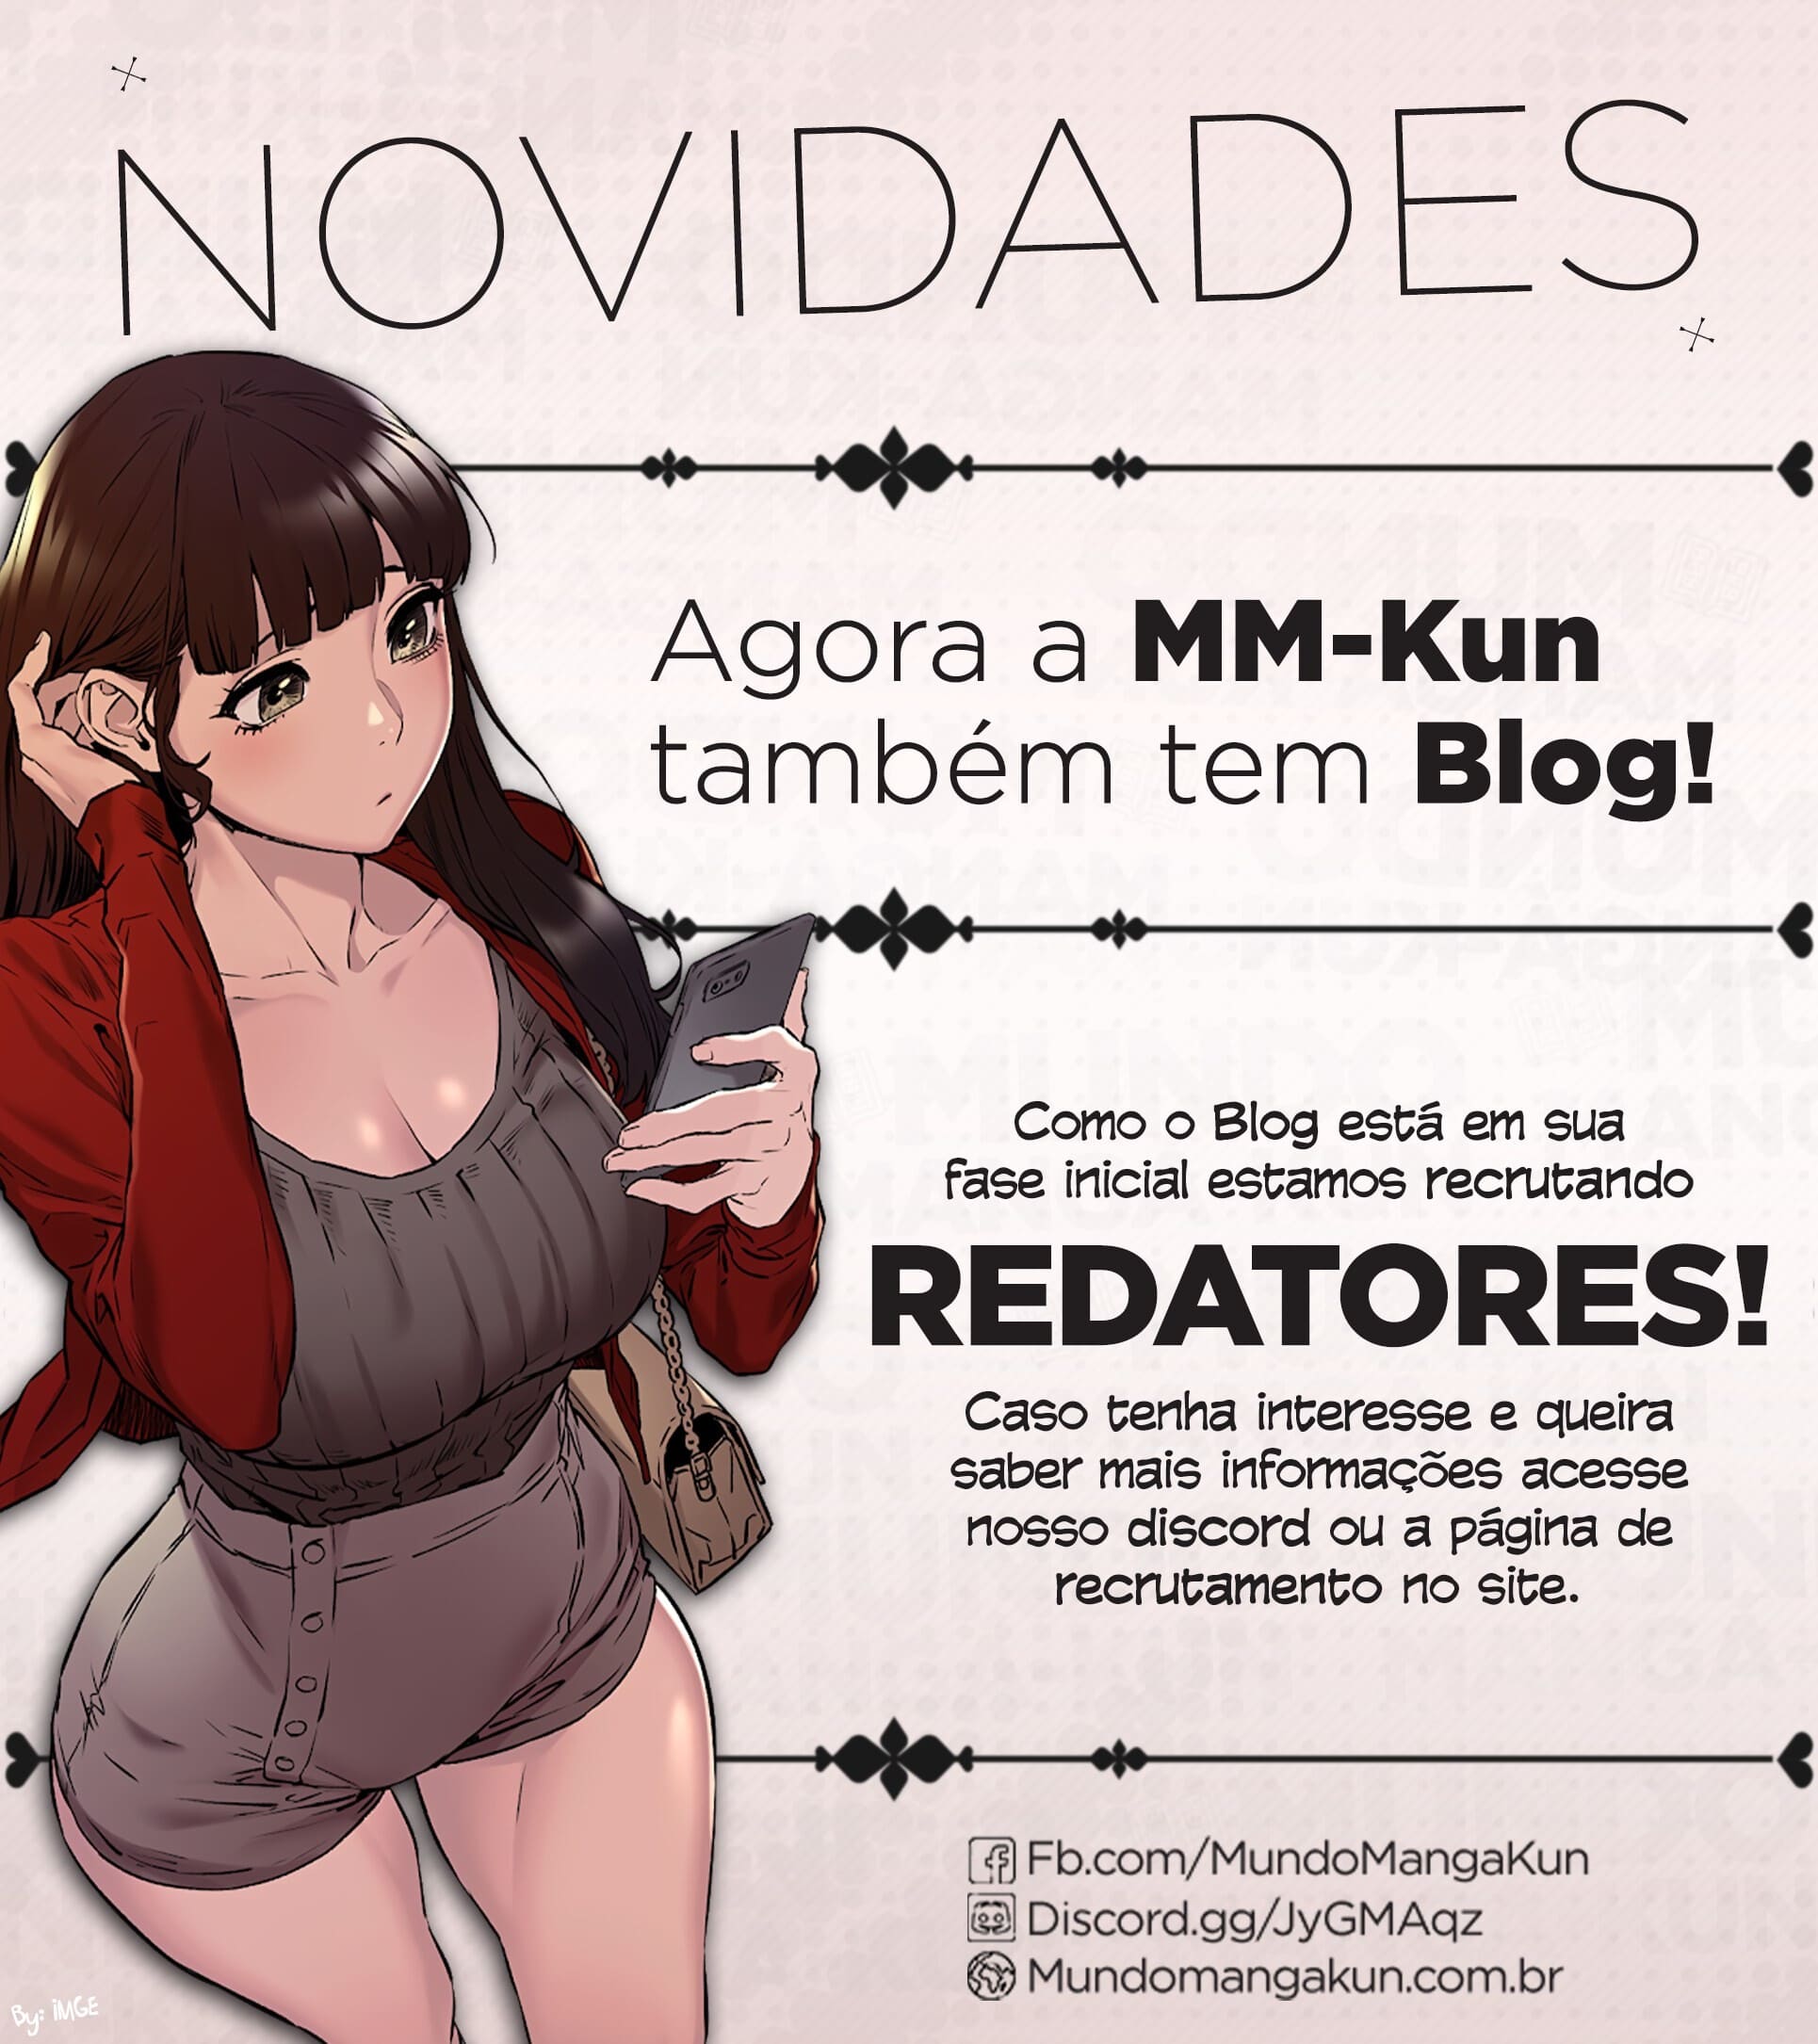 NOVIDADES
Agora a MM-Kun
também tem Blog!
Como o Blog está em sua
fase inicial estamos recrutando
REDATORES!
Caso tenha interesse e queira
saber mais informações acesse
nosso discord ou a página de
recrutamento no site.
Fb.com/MundoMangaKun
Discord.gg/JyGMAqz
Mundomangakun.com.br
By: iMGE